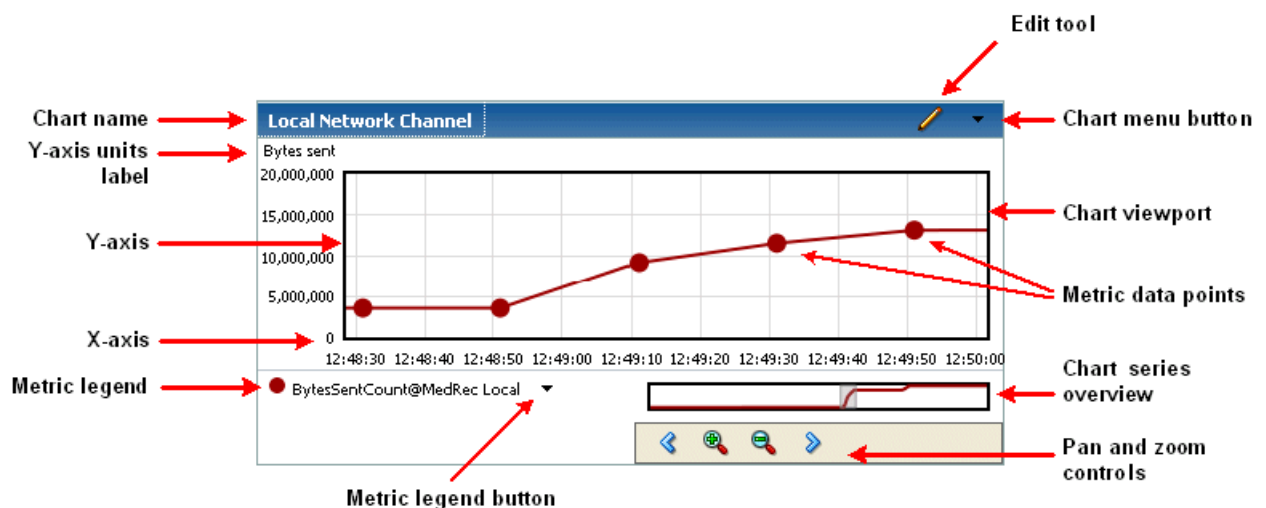 Edit tool
Chart name
Local Network Channel
Chart menu button
Y-axis units
label
Bytes sent
20,000,000
15,000,000
10,000,000
5,000,000
0
Y-axis
Chart viewport
Metric data points
X-axis
12:48:30 12:48:40 12:48:50 12:49:00 12:49:10 12:49:20 12:49:30 12:49:40 12:49:50 12:50:00
Metric legend
BytesSentCount@MedRec Local
Chart series
overview
Pan and zoom
controls
Metric legend button